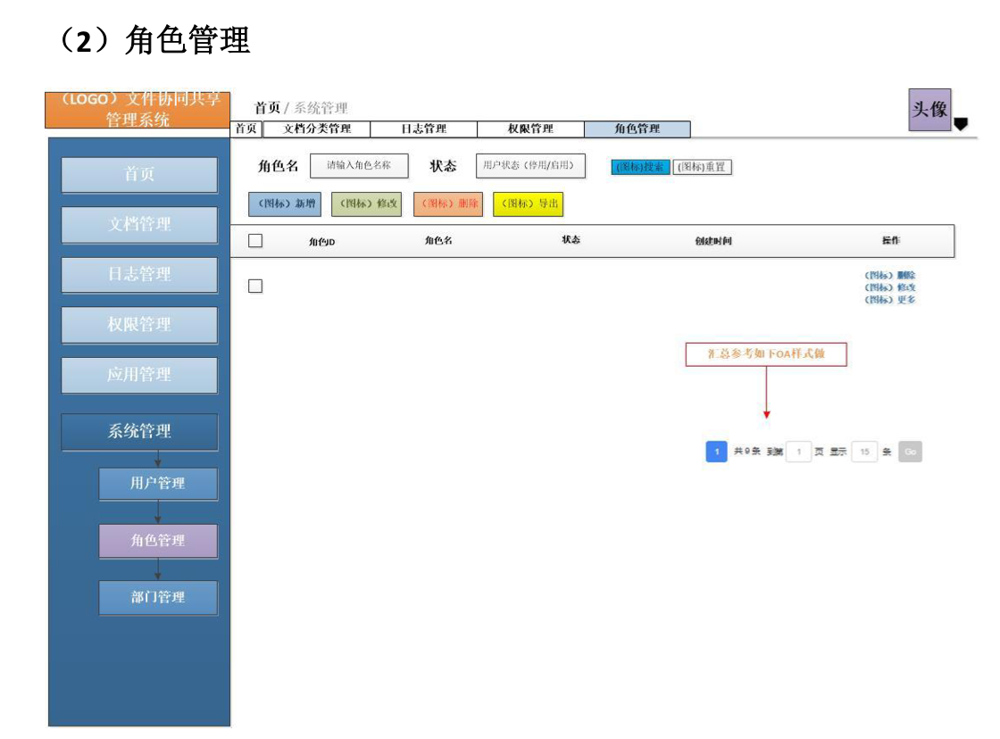 （2）角色管理
（LOGO）文件协同共享
管理系统
首页 / 系统管理
头像
首页 文档分类管理 日志管理 权限管理 角色管理
角色名 请输入角色名称 状态 用户状态（停用/启用） (图标)搜索 (图标)重置
（图标）新增 （图标）修改 （图标）删除 （图标）导出
角色ID 角色名 状态 创建时间 操作
（图标）删除
（图标）修改
（图标）更多
汇总参考如下OA样式做
1 共9条 到第 1 页 显示 15 条 Go
首页
文档管理
日志管理
权限管理
应用管理
系统管理
用户管理
角色管理
部门管理